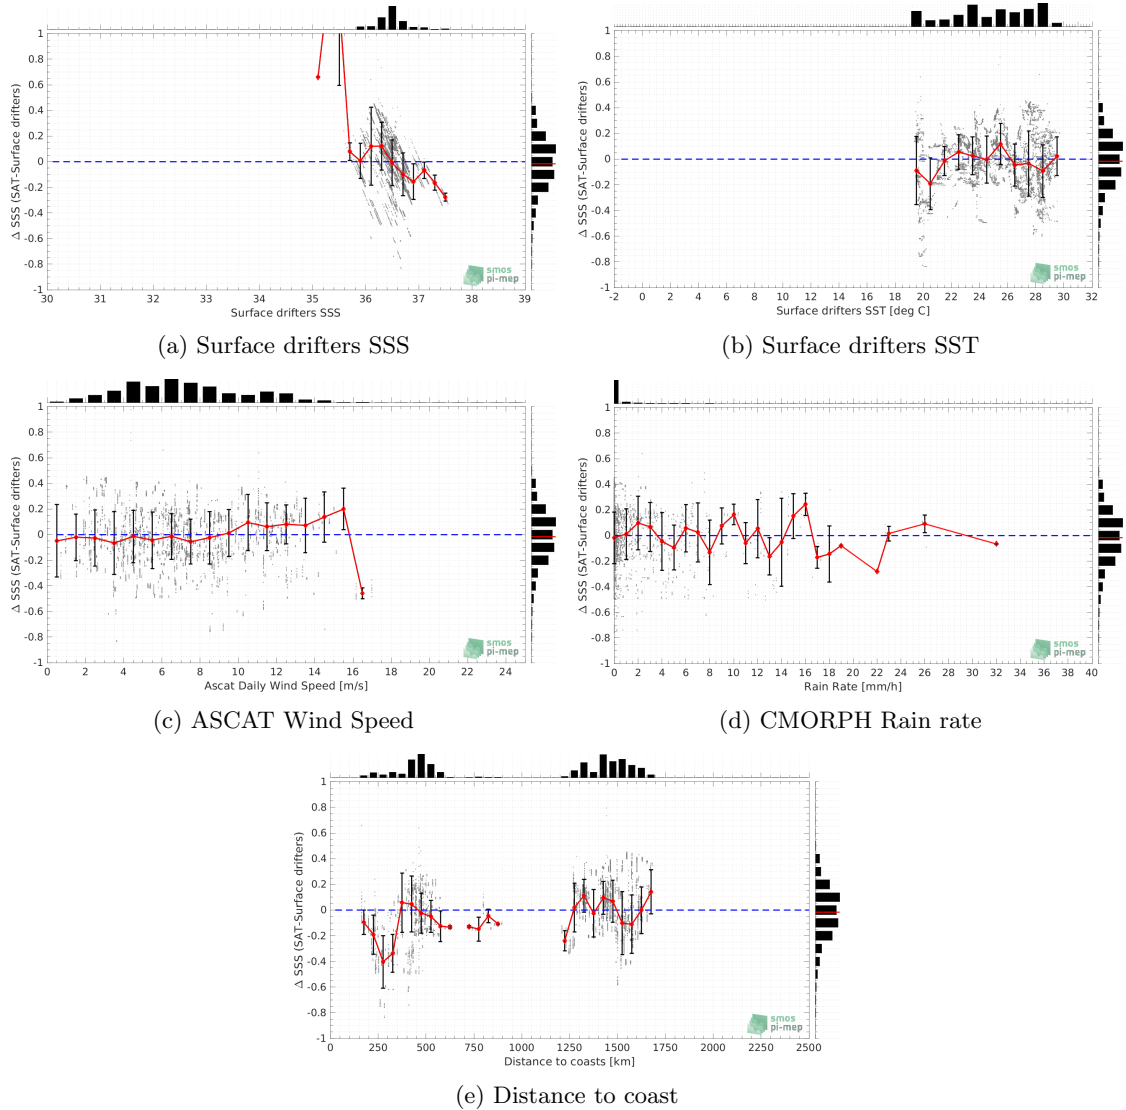 1
0.8
0.6
0.4
0.2
0
-0.2
-0.4
-0.6
-0.8
-1
Δ SSS (SAT-Surface drifters)
30 31 32 33 34 35 36 37 38 39
Surface drifters SSS
smos
pi-mep
(a) Surface drifters SSS
1
0.8
0.6
0.4
0.2
0
-0.2
-0.4
-0.6
-0.8
-1
Δ SSS (SAT-Surface drifters)
-2 0 2 4 6 8 10 12 14 16 18 20 22 24 26 28 30 32
Surface drifters SST [deg C]
smos
pi-mep
(b) Surface drifters SST
1
0.8
0.6
0.4
0.2
0
-0.2
-0.4
-0.6
-0.8
-1
Δ SSS (SAT-Surface drifters)
0 2 4 6 8 10 12 14 16 18 20 22 24
Ascat Daily Wind Speed [m/s]
smos
pi-mep
(c) ASCAT Wind Speed
1
0.8
0.6
0.4
0.2
0
-0.2
-0.4
-0.6
-0.8
-1
Δ SSS (SAT-Surface drifters)
0 2 4 6 8 10 12 14 16 18 20 22 24 26 28 30 32 34 36 38 40
Rain Rate [mm/h]
smos
pi-mep
(d) CMORPH Rain rate
1
0.8
0.6
0.4
0.2
0
-0.2
-0.4
-0.6
-0.8
-1
Δ SSS (SAT-Surface drifters)
0 250 500 750 1000 1250 1500 1750 2000 2250 2500
Distance to coasts [km]
smos
pi-mep
(e) Distance to coast